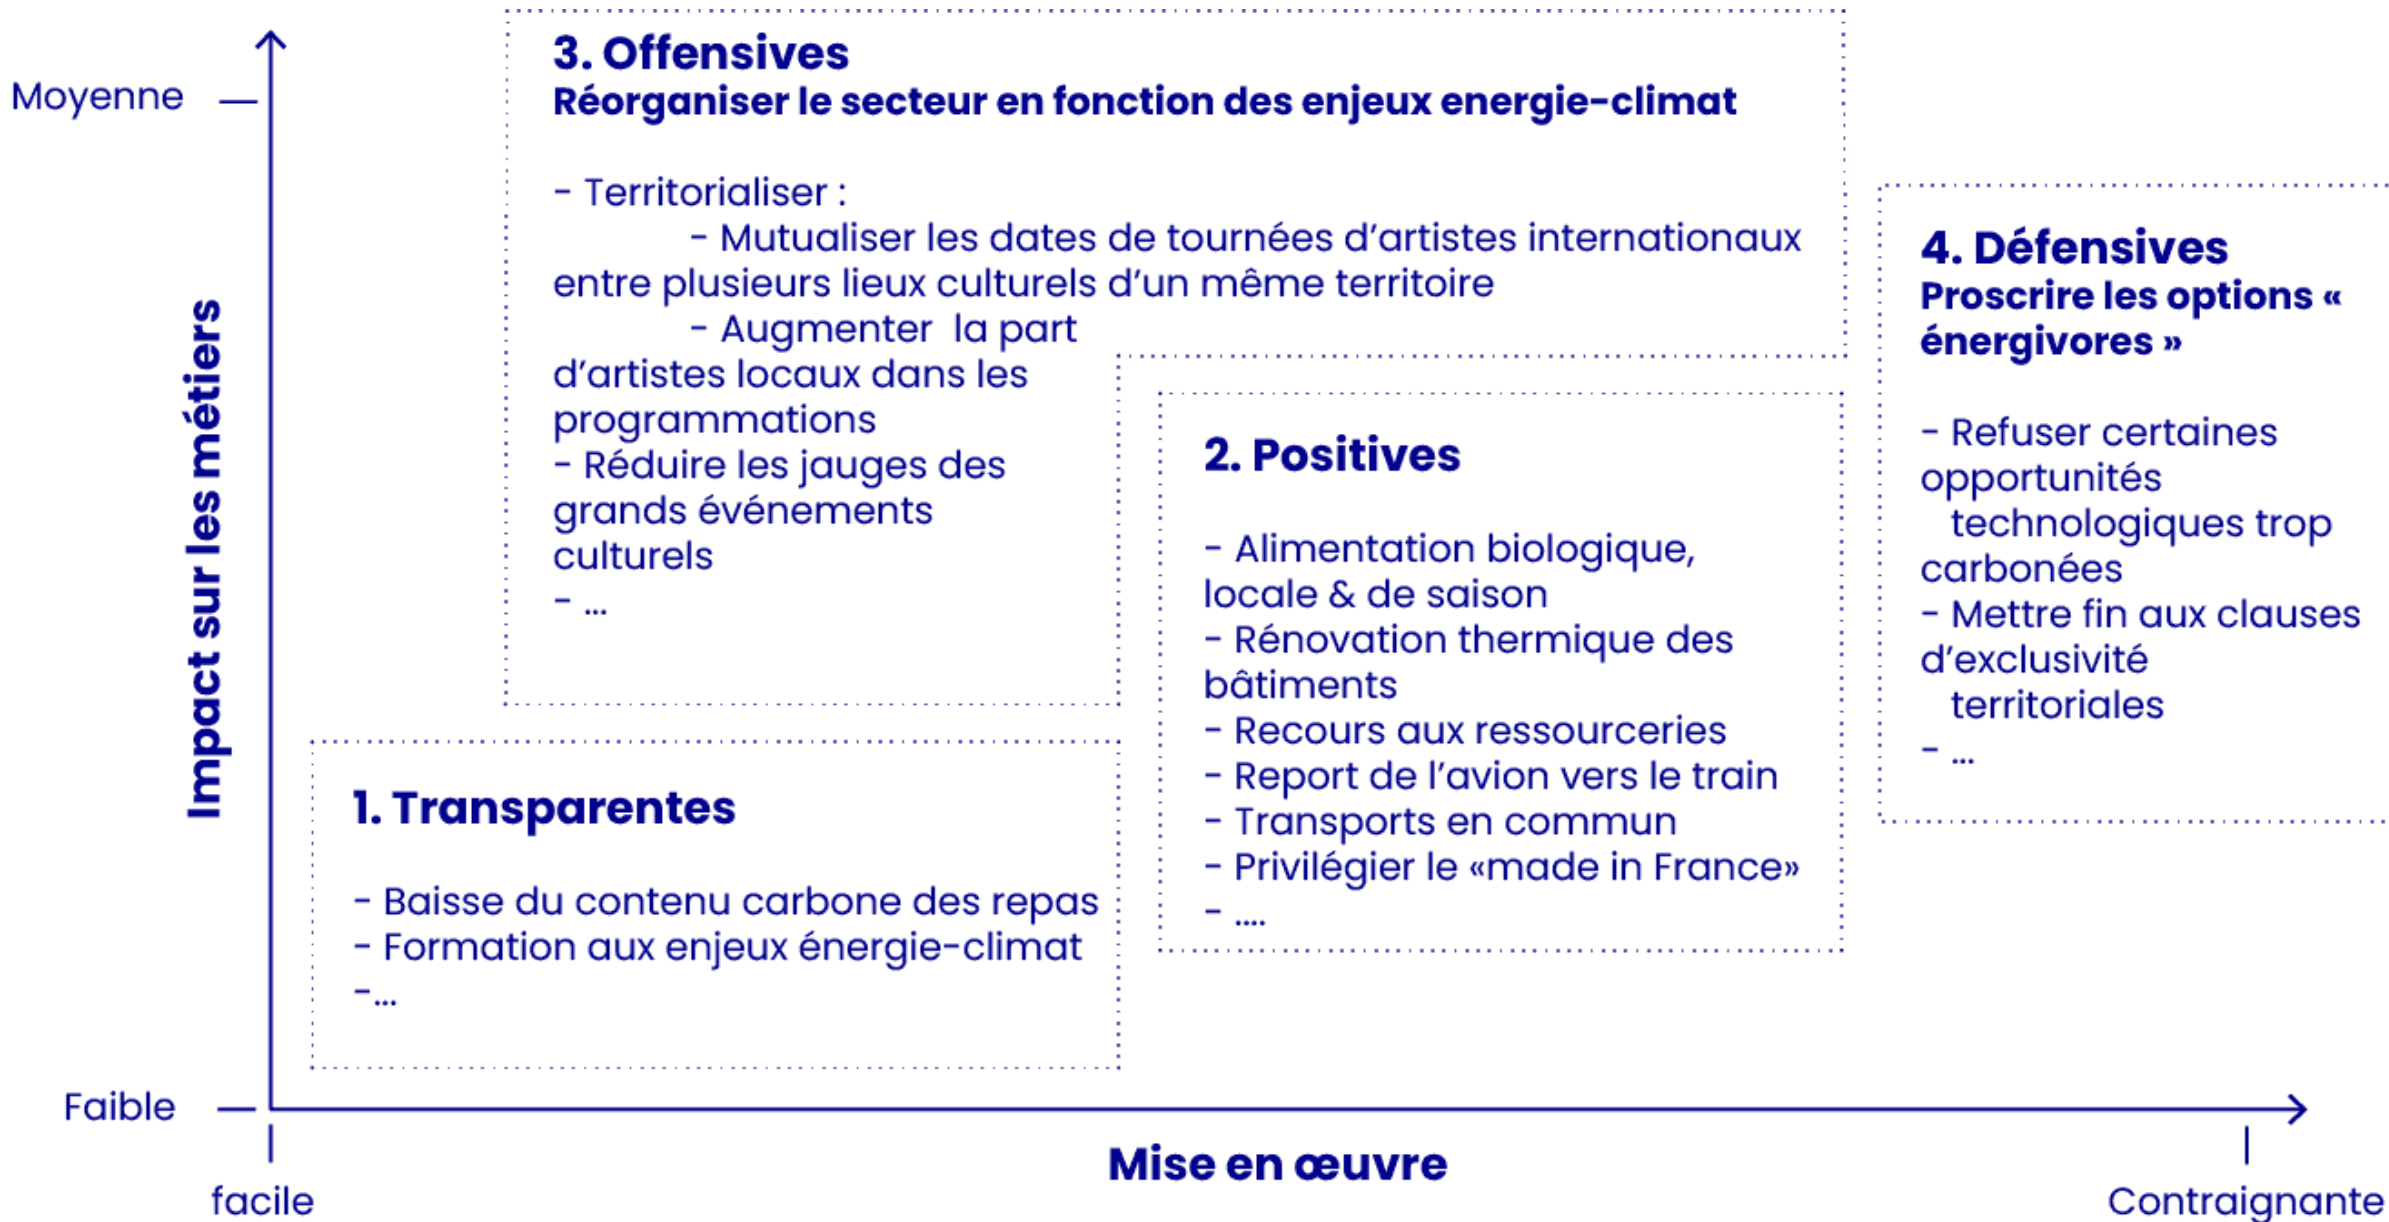 Moyenne
Impact sur les métiers
Faible
facile
Mise en œuvre
Contraignante
3. Offensives
Réorganiser le secteur en fonction des enjeux energie-climat
- Territorialiser :
- Mutualiser les dates de tournées d’artistes internationaux
entre plusieurs lieux culturels d’un même territoire
- Augmenter  la part
d’artistes locaux dans les
programmations
- Réduire les jauges des
grands événements
culturels
- ...
1. Transparentes
- Baisse du contenu carbone des repas
- Formation aux enjeux énergie-climat
-...
2. Positives
- Alimentation biologique,
locale & de saison
- Rénovation thermique des
bâtiments
- Recours aux ressourceries
- Report de l’avion vers le train
- Transports en commun
- Privilégier le «made in France»
- ....
4. Défensives
Proscrire les options «
énergivores »
- Refuser certaines
opportunités
technologiques trop
carbonées
- Mettre fin aux clauses
d’exclusivité
territoriales
- ...